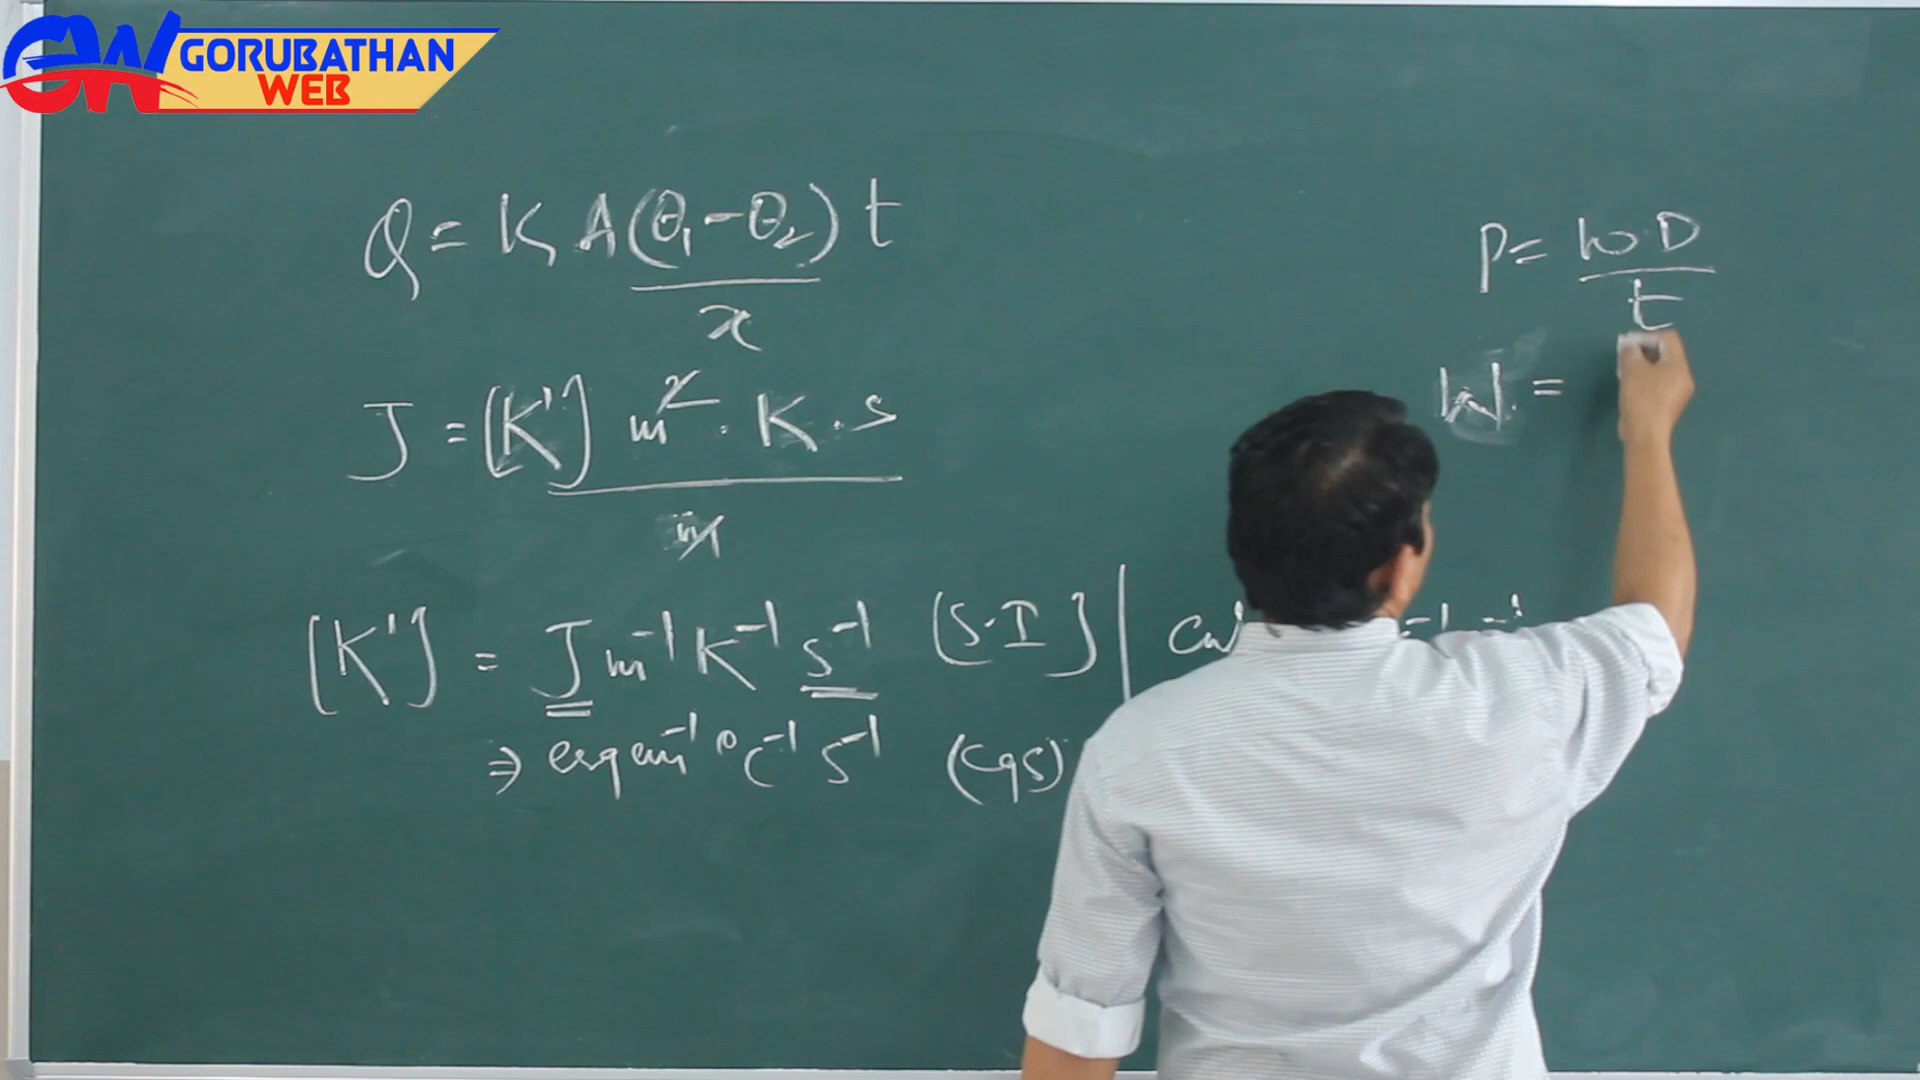 GORUBATHAN
WEB
Q = K A (θ₁ - θ₂) t
x
J = [K'] m² . K . s
m
[K'] = J m⁻¹ K⁻¹ s⁻¹ (S.I]
⇒ erg cm⁻¹ °C⁻¹ S⁻¹ (cgs)
P = W.D
t
W =